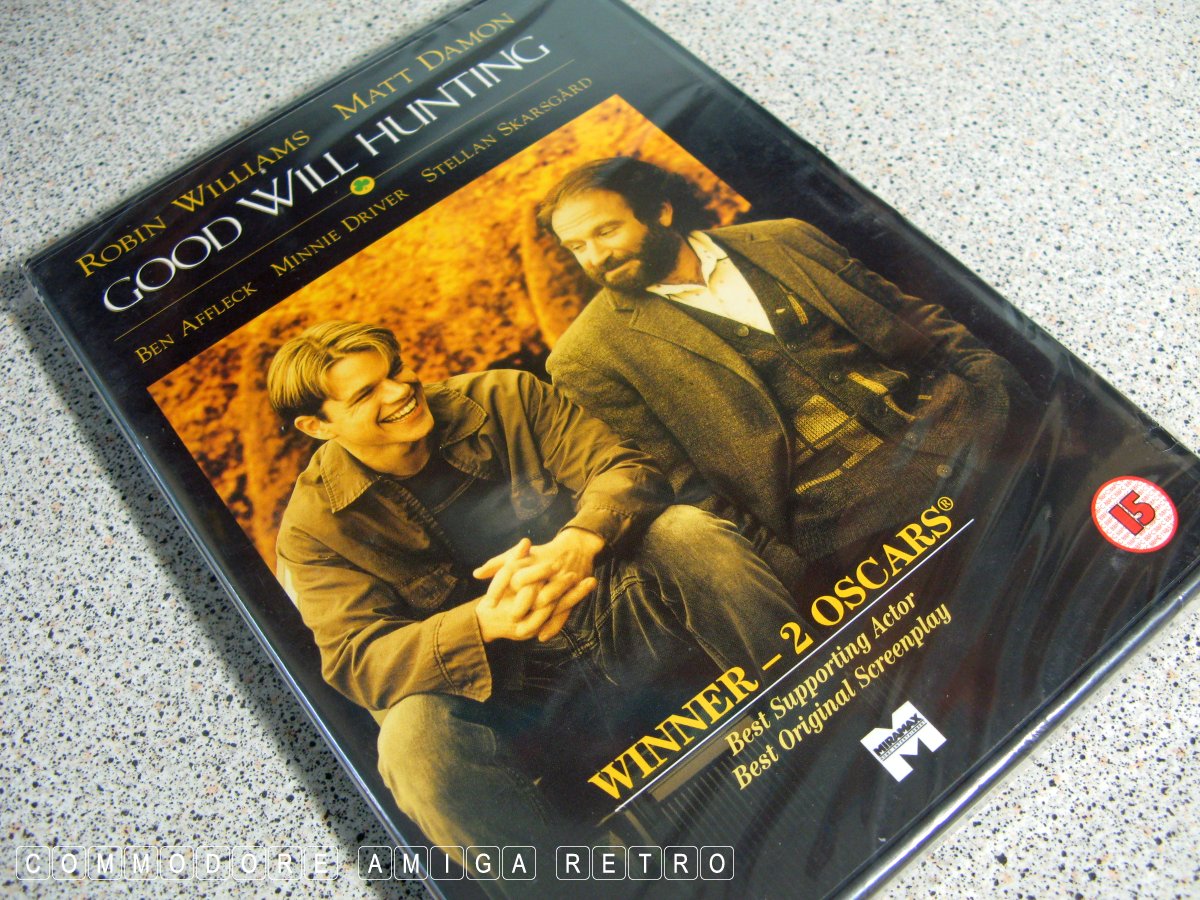 ROBIN WILLIAMS MATT DAMON
GOOD WILL HUNTING
BEN AFFLECK MINNIE DRIVER STELLAN SKARSGÅRD
15
WINNER – 2 OSCARS®
Best Supporting Actor
Best Original Screenplay
MIRAMAX
COMMODORE AMIGA RETRO